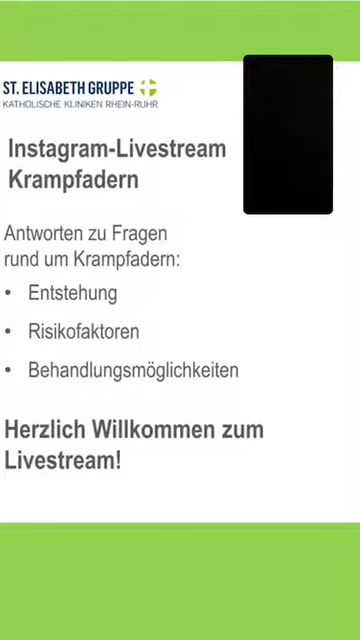 ST. ELISABETH GRUPPE
KATHOLISCHE KLINIKEN RHEIN-RUHR
Instagram-Livestream
Krampfadern
Antworten zu Fragen
rund um Krampfadern:
• Entstehung
• Risikofaktoren
• Behandlungsmöglichkeiten
Herzlich Willkommen zum
Livestream!